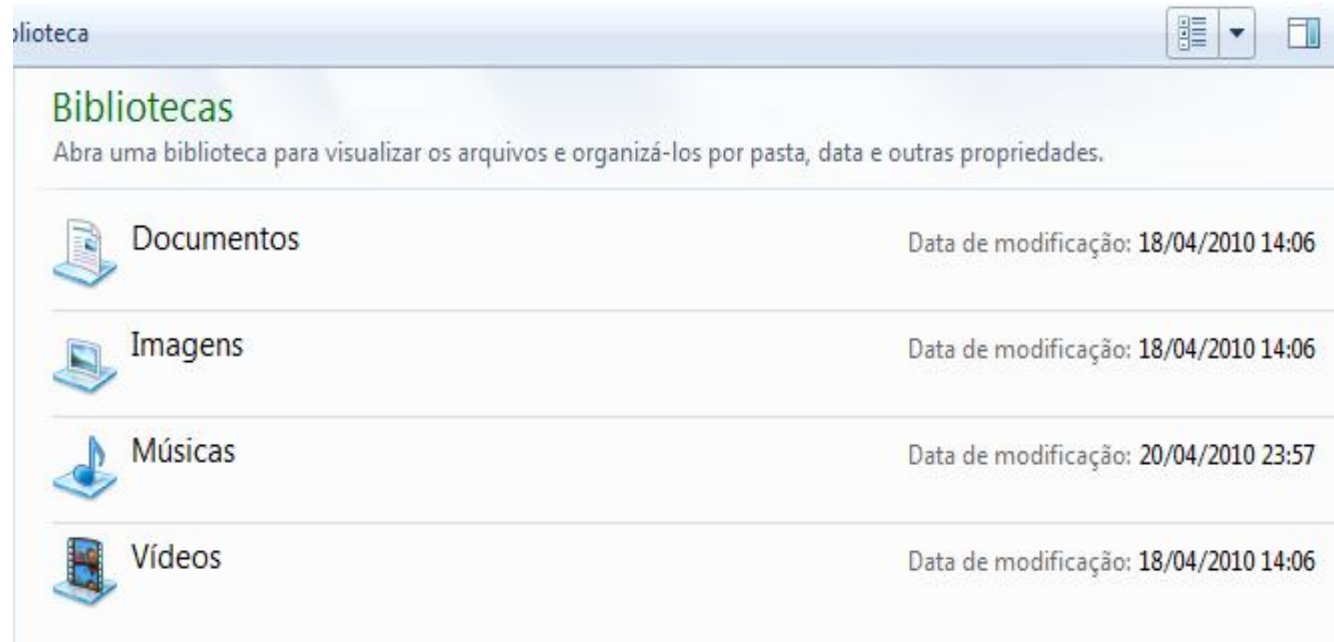 blioteca
Bibliotecas
Abra uma biblioteca para visualizar os arquivos e organizá-los por pasta, data e outras propriedades.
Documentos Data de modificação: 18/04/2010 14:06
Imagens Data de modificação: 18/04/2010 14:06
Músicas Data de modificação: 20/04/2010 23:57
Vídeos Data de modificação: 18/04/2010 14:06